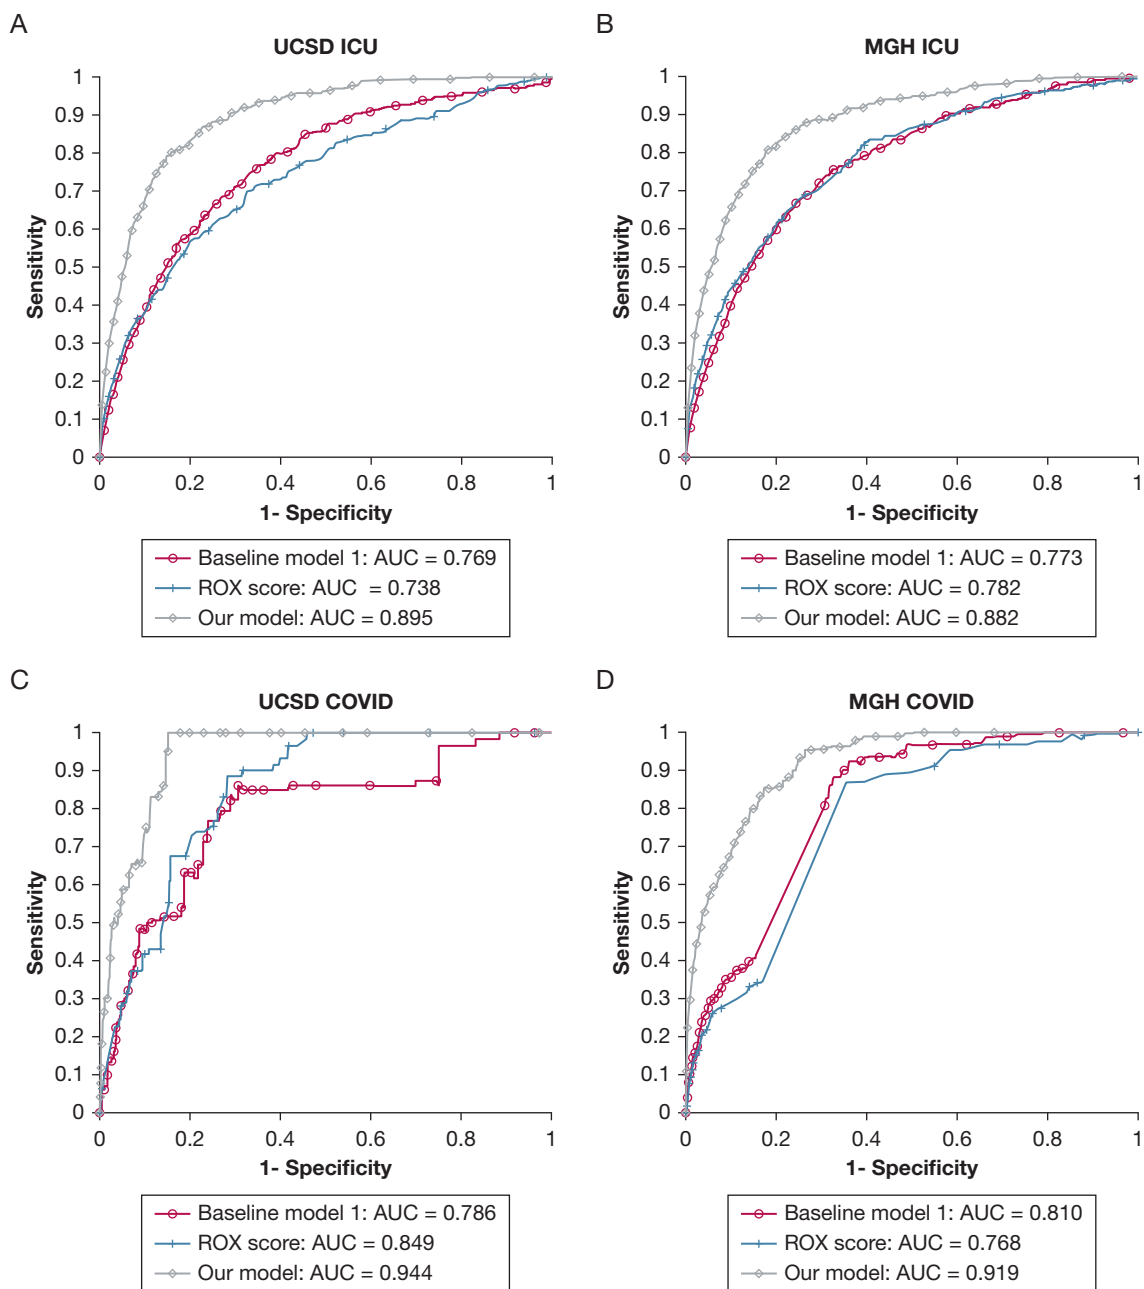 A
UCSD ICU
1
0.9
0.8
0.7
0.6
0.5
0.4
0.3
0.2
0.1
0
Sensitivity
0
0.2
0.4
0.6
0.8
1
1- Specificity
Baseline model 1: AUC = 0.769
ROX score: AUC = 0.738
Our model: AUC = 0.895
B
MGH ICU
1
0.9
0.8
0.7
0.6
0.5
0.4
0.3
0.2
0.1
0
Sensitivity
0
0.2
0.4
0.6
0.8
1
1- Specificity
Baseline model 1: AUC = 0.773
ROX score: AUC = 0.782
Our model: AUC = 0.882
C
UCSD COVID
1
0.9
0.8
0.7
0.6
0.5
0.4
0.3
0.2
0.1
0
Sensitivity
0
0.2
0.4
0.6
0.8
1
1- Specificity
Baseline model 1: AUC = 0.786
ROX score: AUC = 0.849
Our model: AUC = 0.944
D
MGH COVID
1
0.9
0.8
0.7
0.6
0.5
0.4
0.3
0.2
0.1
0
Sensitivity
0
0.2
0.4
0.6
0.8
1
1- Specificity
Baseline model 1: AUC = 0.810
ROX score: AUC = 0.768
Our model: AUC = 0.919